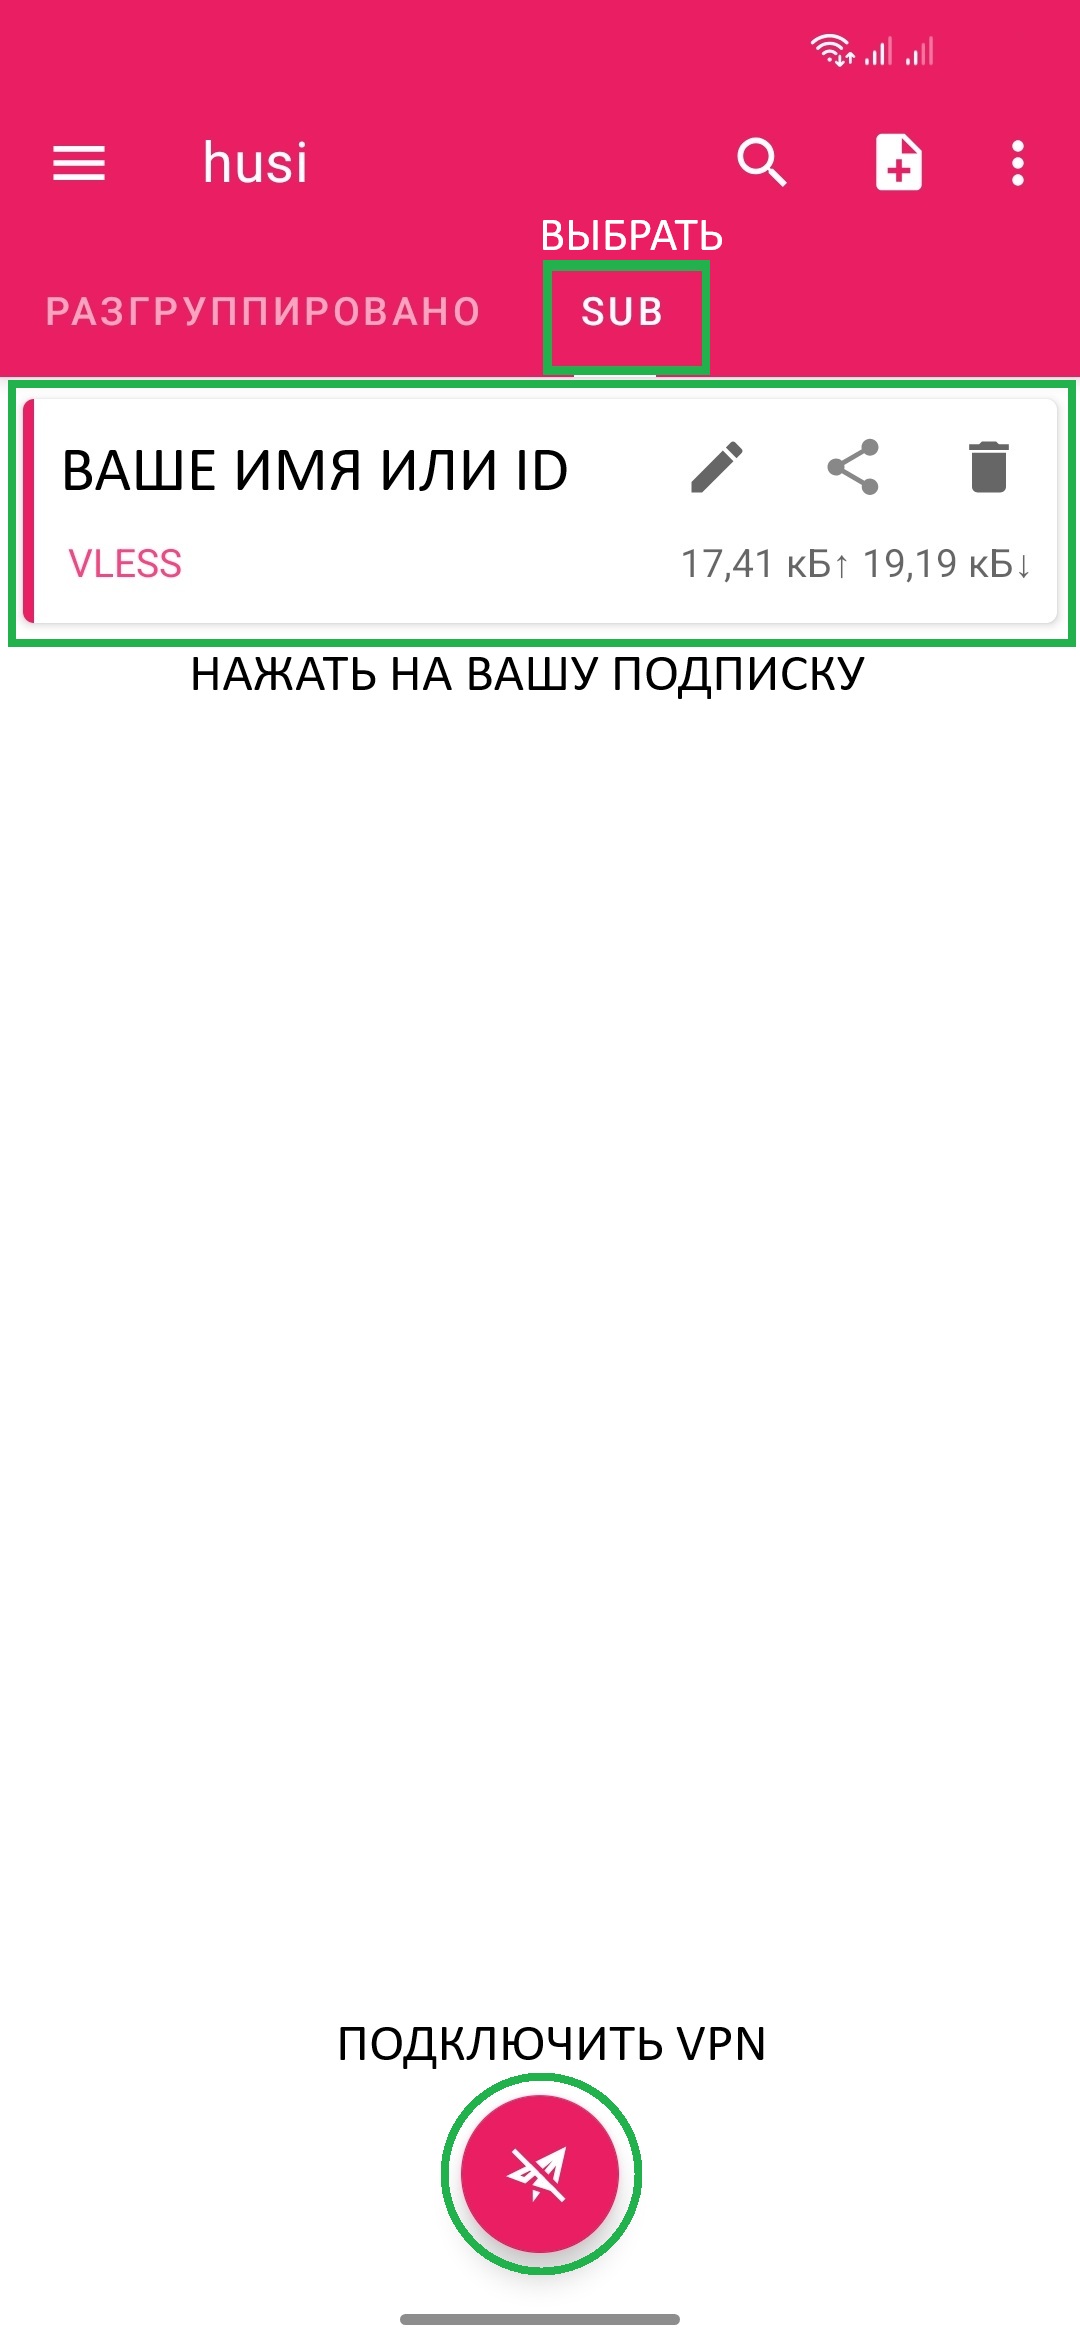 husi
ВЫБРАТЬ
РАЗГРУППИРОВАНО SUB
ВАШЕ ИМЯ ИЛИ ID
VLESS 17,41 кБ↑ 19,19 кБ↓
НАЖАТЬ НА ВАШУ ПОДПИСКУ
ПОДКЛЮЧИТЬ VPN